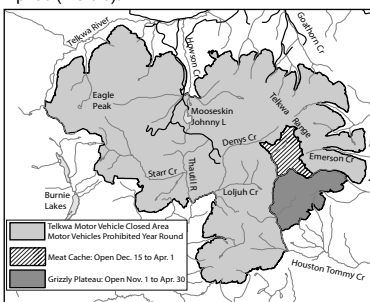 Telkwa River
Howson Cr
Goathorn Cr
Eagle
Peak
Mooseskin
Johnny L
Telkwa Range
Denys Cr
Emerson Cr
Starr Cr
Thautil R
Loljuh Cr
Burnie
Lakes
Telkwa Motor Vehicle Closed Area
Motor Vehicles Prohibited Year Round
Meat Cache: Open Dec. 15 to Apr. 1
Grizzly Plateau: Open Nov. 1 to Apr. 30
Houston Tommy Cr